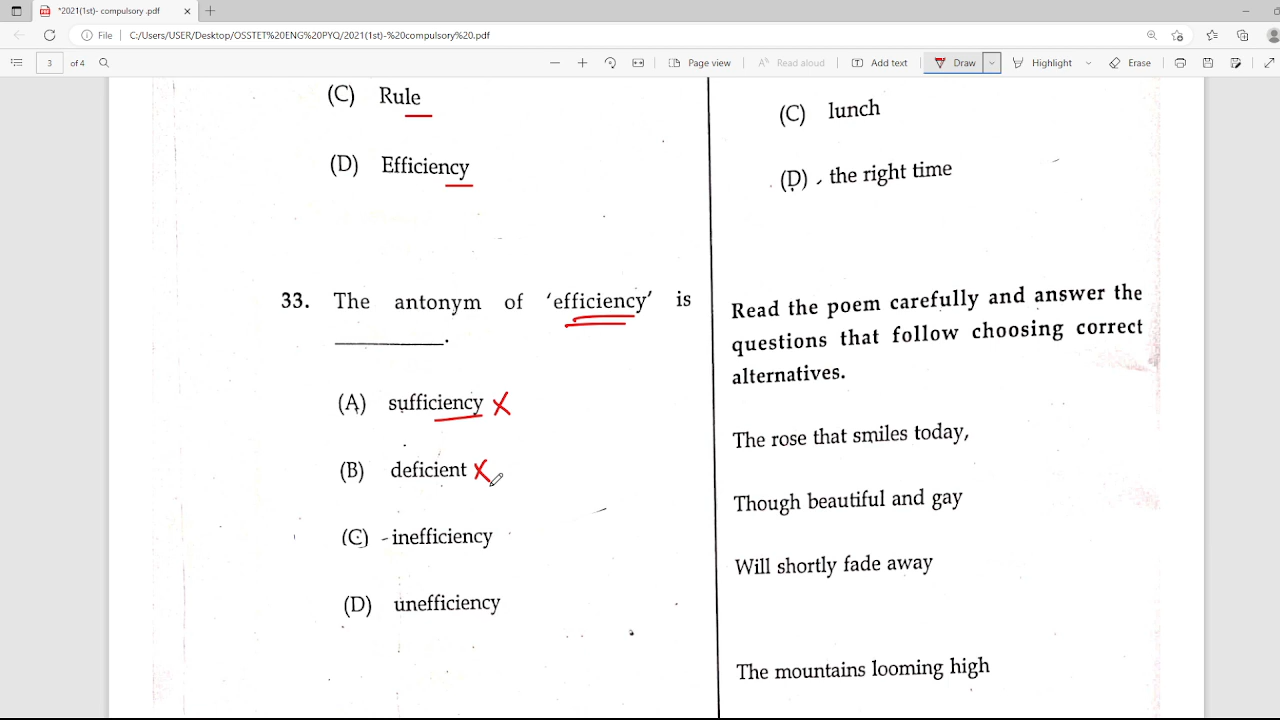 *2021(1st)- compulsory .pdf
File
C:/Users/USER/Desktop/OSSTET%20ENG%20PYQ/2021(1st)-%20compulsory%20.pdf
3 of 4
Page view
Read aloud
Add text
Draw
Highlight
Erase
(C) Rule
(D) Efficiency
33. The antonym of ‘efficiency’ is
__________.
(A) sufficiency X
(B) deficient X
(C) inefficiency
(D) unefficiency
(C) lunch
(D) the right time
Read the poem carefully and answer the
questions that follow choosing correct
alternatives.
The rose that smiles today,
Though beautiful and gay
Will shortly fade away
The mountains looming high